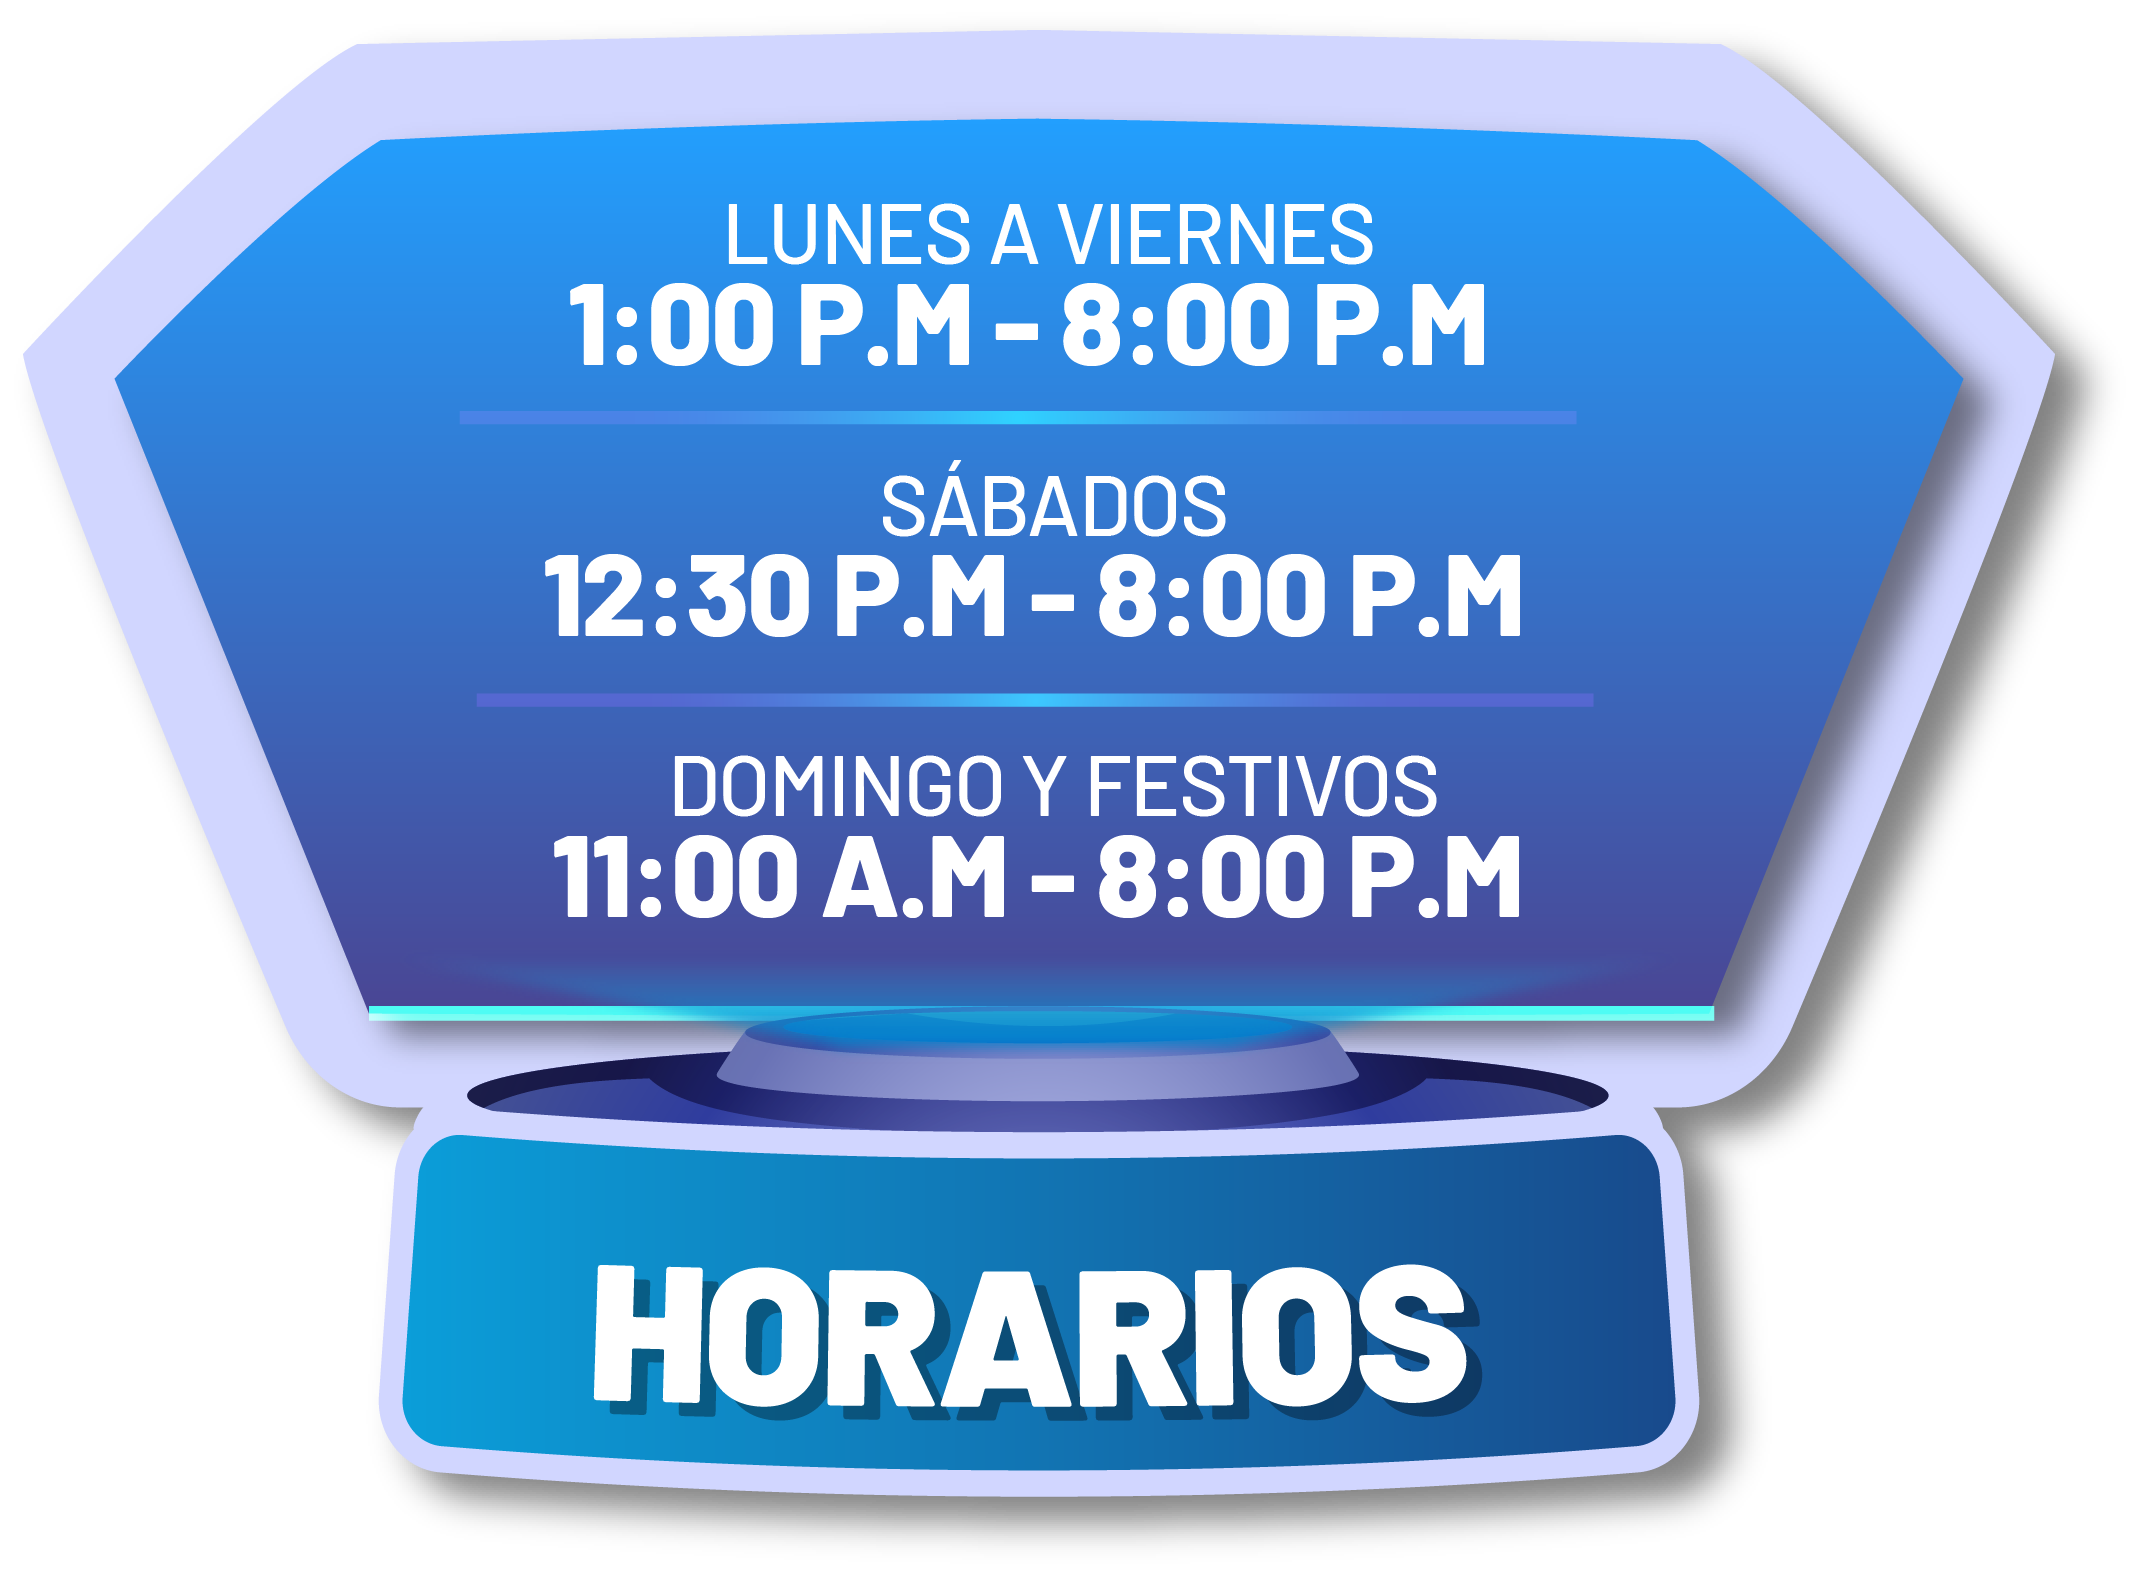 LUNES A VIERNES
1:00 P.M - 8:00 P.M
SÁBADOS
12:30 P.M - 8:00 P.M
DOMINGO Y FESTIVOS
11:00 A.M - 8:00 P.M
HORARIOS